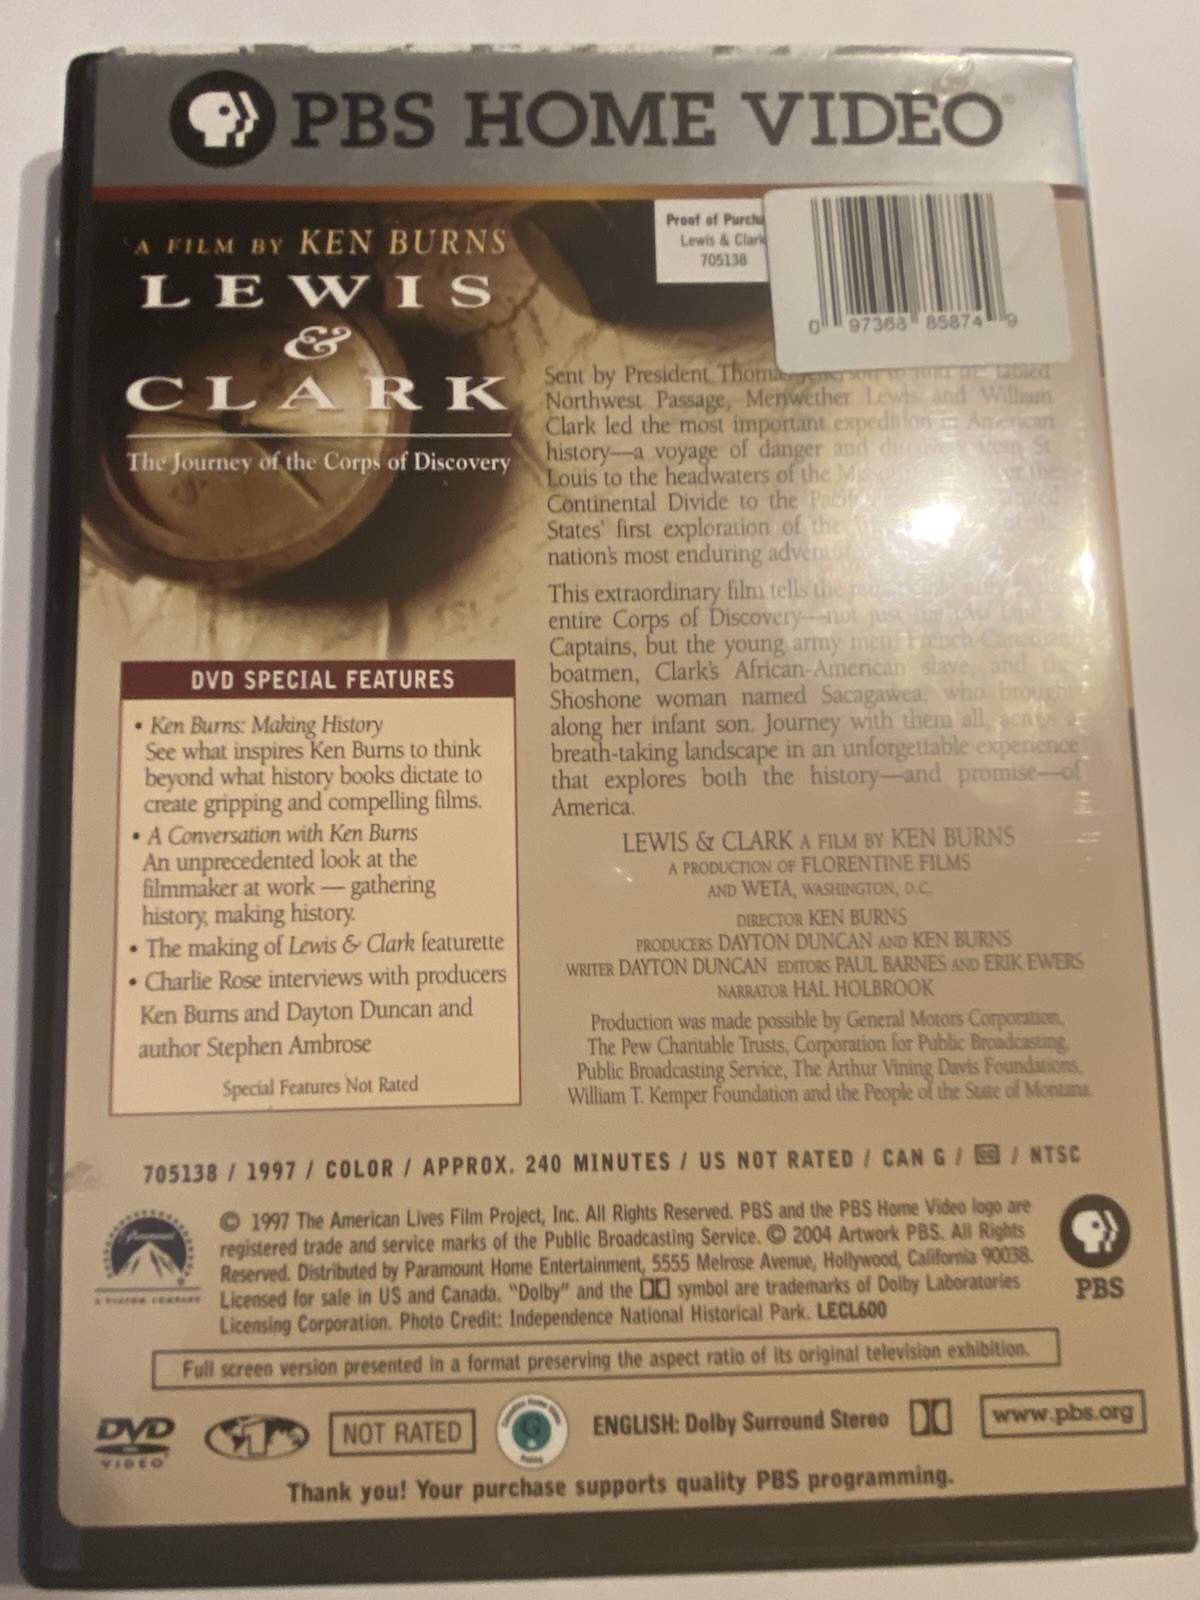 PBS HOME VIDEO
A FILM BY KEN BURNS
LEWIS
&
CLARK
The Journey of the Corps of Discovery
Proof of Purcha
Lewis & Clark
705138
0 97368 85874 9
Sent by President Thomas to find the fabled
Northwest Passage, Meriwether Lewis and William
Clark led the most important expedition in American
history—a voyage of danger and discovery from St.
Louis to the headwaters of the
Continental Divide to the
States' first exploration of the
nation's most enduring
This extraordinary film tells the
entire Corps of Discovery—not just the two
Captains, but the young army men, French-Canadian
boatmen, Clark's African-American slave, and the
Shoshone woman named Sacagawea, who brought
along her infant son. Journey with them all, across a
breath-taking landscape in an unforgettable experience
that explores both the history—and promise—of
America.
DVD SPECIAL FEATURES
• Ken Burns: Making History
See what inspires Ken Burns to think
beyond what history books dictate to
create gripping and compelling films.
• A Conversation with Ken Burns
An unprecedented look at the
filmmaker at work — gathering
history, making history.
• The making of Lewis & Clark featurette
• Charlie Rose interviews with producers
Ken Burns and Dayton Duncan and
author Stephen Ambrose
Special Features Not Rated
LEWIS & CLARK A FILM BY KEN BURNS
A PRODUCTION OF FLORENTINE FILMS
AND WETA, WASHINGTON, D.C.
DIRECTOR KEN BURNS
PRODUCERS DAYTON DUNCAN AND KEN BURNS
WRITER DAYTON DUNCAN EDITORS PAUL BARNES AND ERIK EWERS
NARRATOR HAL HOLBROOK
Production was made possible by General Motors Corporation,
The Pew Charitable Trusts, Corporation for Public Broadcasting,
Public Broadcasting Service, The Arthur Vining Davis Foundations,
William T. Kemper Foundation and the People of the State of Montana.
705138 / 1997 / COLOR / APPROX. 240 MINUTES / US NOT RATED / CAN G / CC / NTSC
Paramount
A VIACOM COMPANY
© 1997 The American Lives Film Project, Inc. All Rights Reserved. PBS and the PBS Home Video logo are
registered trade and service marks of the Public Broadcasting Service. © 2004 Artwork PBS. All Rights
Reserved. Distributed by Paramount Home Entertainment, 5555 Melrose Avenue, Hollywood, California 90038.
Licensed for sale in US and Canada. "Dolby" and the symbol are trademarks of Dolby Laboratories
Licensing Corporation. Photo Credit: Independence National Historical Park. LECL600
PBS
Full screen version presented in a format preserving the aspect ratio of its original television exhibition.
DVD
VIDEO
1
NOT RATED
G
ENGLISH: Dolby Surround Stereo
www.pbs.org
Thank you! Your purchase supports quality PBS programming.